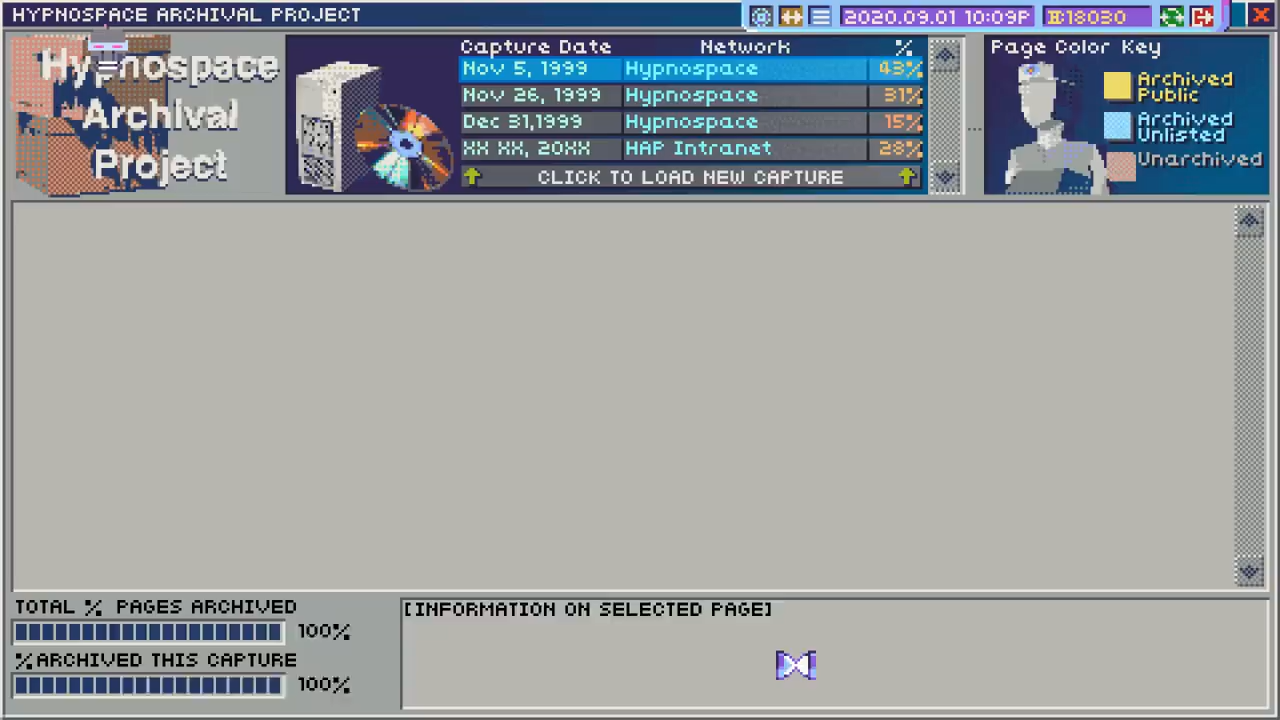 HYPNOSPACE ARCHIVAL PROJECT
2020.09.01 10:09P
18030
Hypnospace
Archival
Project
Capture Date Network %
Nov 5, 1999 Hypnospace 43%
Nov 26, 1999 Hypnospace 31%
Dec 31,1999 Hypnospace 15%
XX XX, 20XX HAP Intranet 28%
CLICK TO LOAD NEW CAPTURE
Page Color Key
Archived
Public
Archived
Unlisted
Unarchived
TOTAL % PAGES ARCHIVED
100%
% ARCHIVED THIS CAPTURE
100%
[INFORMATION ON SELECTED PAGE]